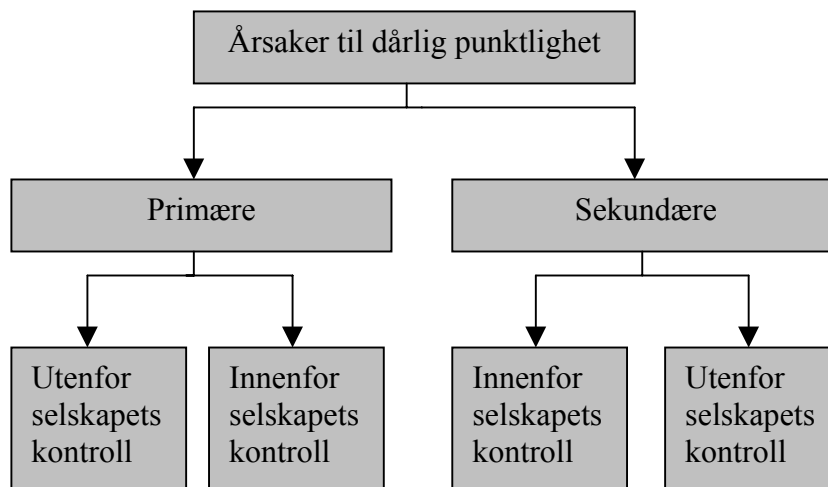 Årsaker til dårlig punktlighet
Primære
Sekundære
Utenfor
selskapets
kontroll
Innenfor
selskapets
kontroll
Innenfor
selskapets
kontroll
Utenfor
selskapets
kontroll